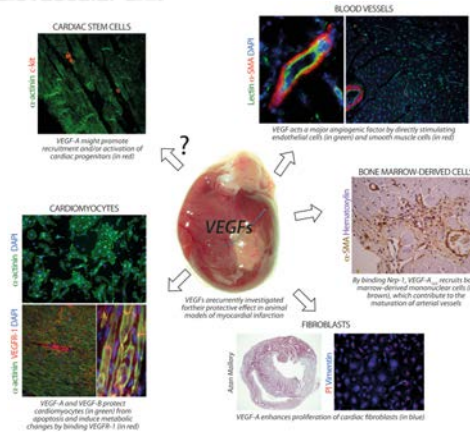 CARDIAC STEM CELLS
α-actinin c-kit
VEGF-A might promote
recruitment and/or activation of
cardiac progenitors (in red)
?
BLOOD VESSELS
Lectin α-SMA DAPI
VEGF acts a major angiogenic factor by directly stimulating
endothelial cells (in green) and smooth muscle cells (in red)
CARDIOMYOCYTES
α-actinin DAPI
α-actinin VEGFR-1 DAPI
VEGF-A and VEGF-B protect
cardiomyocytes (in green) from
apoptosis and induce metabolic
changes by binding VEGFR-1 (in red)
VEGFs
VEGFs arecurrently investigated
fortheir protective effect in animal
models of myocardial infarction
BONE MARROW-DERIVED CELLS
α-SMA Hematoxylin
By binding Nrp-1, VEGF-A recruits bo
marrow-derived mononuclear cells (
brown), which contribute to the
maturation of arterial vessels
FIBROBLASTS
Azan Mallory
PI Vimentin
VEGF-A enhances proliferation of cardiac fibroblasts (in blue)